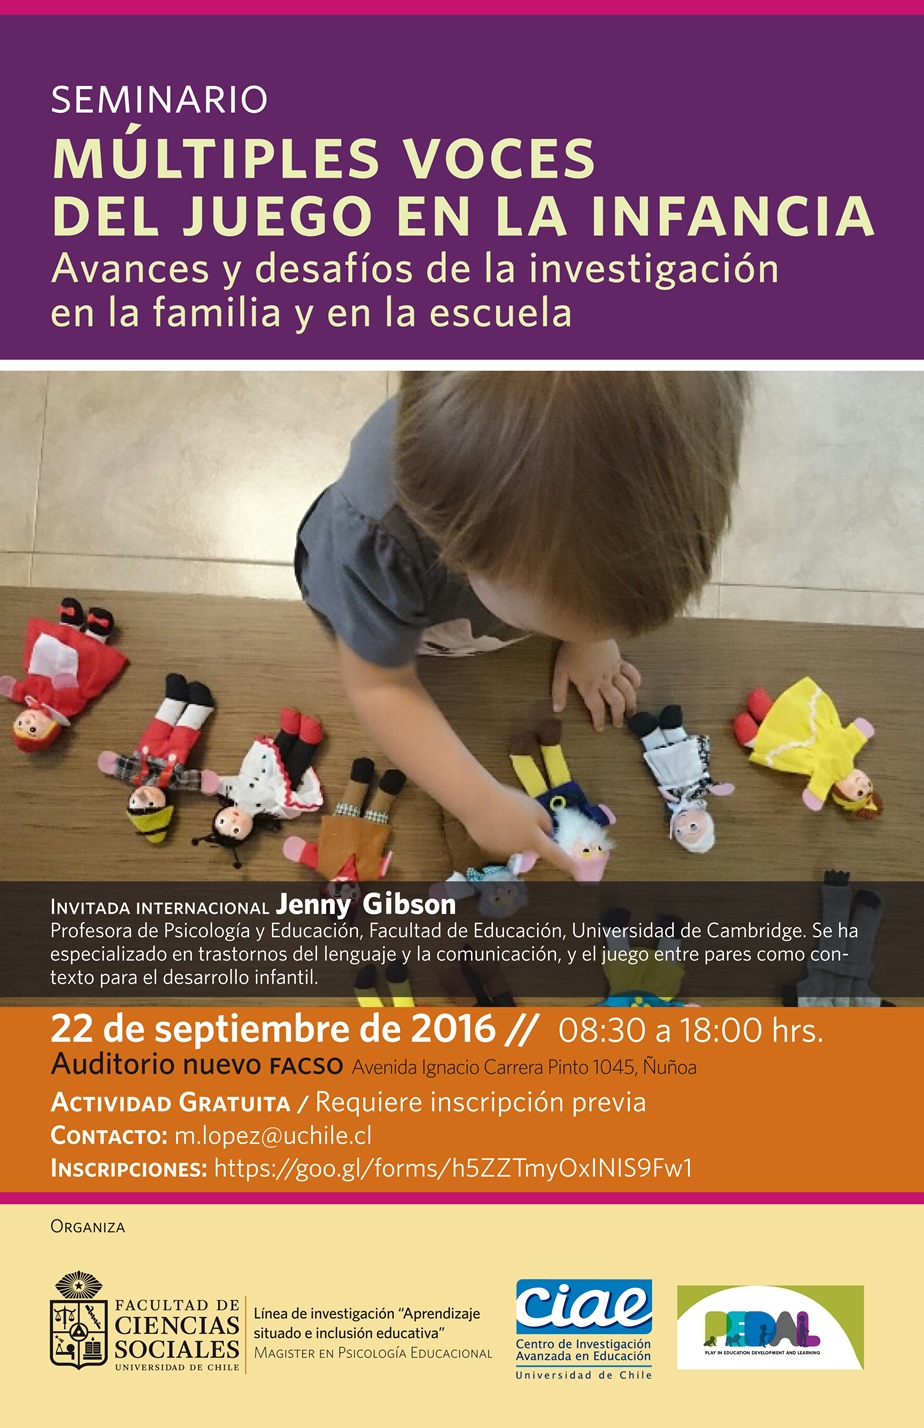 SEMINARIO
MÚLTIPLES VOCES
DEL JUEGO EN LA INFANCIA
Avances y desafíos de la investigación
en la familia y en la escuela
INVITADA INTERNACIONAL Jenny Gibson
Profesora de Psicología y Educación, Facultad de Educación, Universidad de Cambridge. Se ha
especializado en trastornos del lenguaje y la comunicación, y el juego entre pares como con-
texto para el desarrollo infantil.
22 de septiembre de 2016 // 08:30 a 18:00 hrs.
Auditorio nuevo FACSO Avenida Ignacio Carrera Pinto 1045, Ñuñoa
ACTIVIDAD GRATUITA / Requiere inscripción previa
CONTACTO: m.lopez@uchile.cl
INSCRIPCIONES: https://goo.gl/forms/h5ZZTmyOxINIS9Fw1
ORGANIZA
FACULTAD DE
CIENCIAS
SOCIALES
UNIVERSIDAD DE CHILE
Línea de investigación “Aprendizaje
situado e inclusión educativa”
MAGISTER EN PSICOLOGÍA EDUCACIONAL
ciae
Centro de Investigación
Avanzada en Educación
Universidad de Chile
PEDAL
PLAY IN EDUCATION DEVELOPMENT AND LEARNING